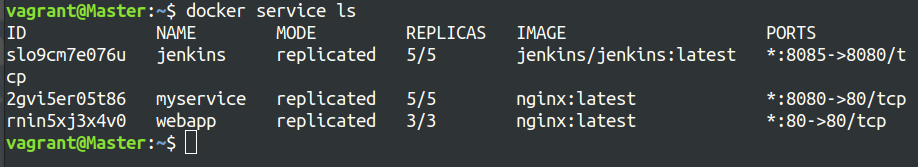 vagrant@Master:~$ docker service ls
ID             NAME        MODE         REPLICAS   IMAGE                    PORTS
slo9cm7e076u   jenkins     replicated   5/5        jenkins/jenkins:latest   *:8085->8080/t
cp
2gvi5er05t86   myservice   replicated   5/5        nginx:latest             *:8080->80/tcp
rnin5xj3x4v0   webapp      replicated   3/3        nginx:latest             *:80->80/tcp
vagrant@Master:~$